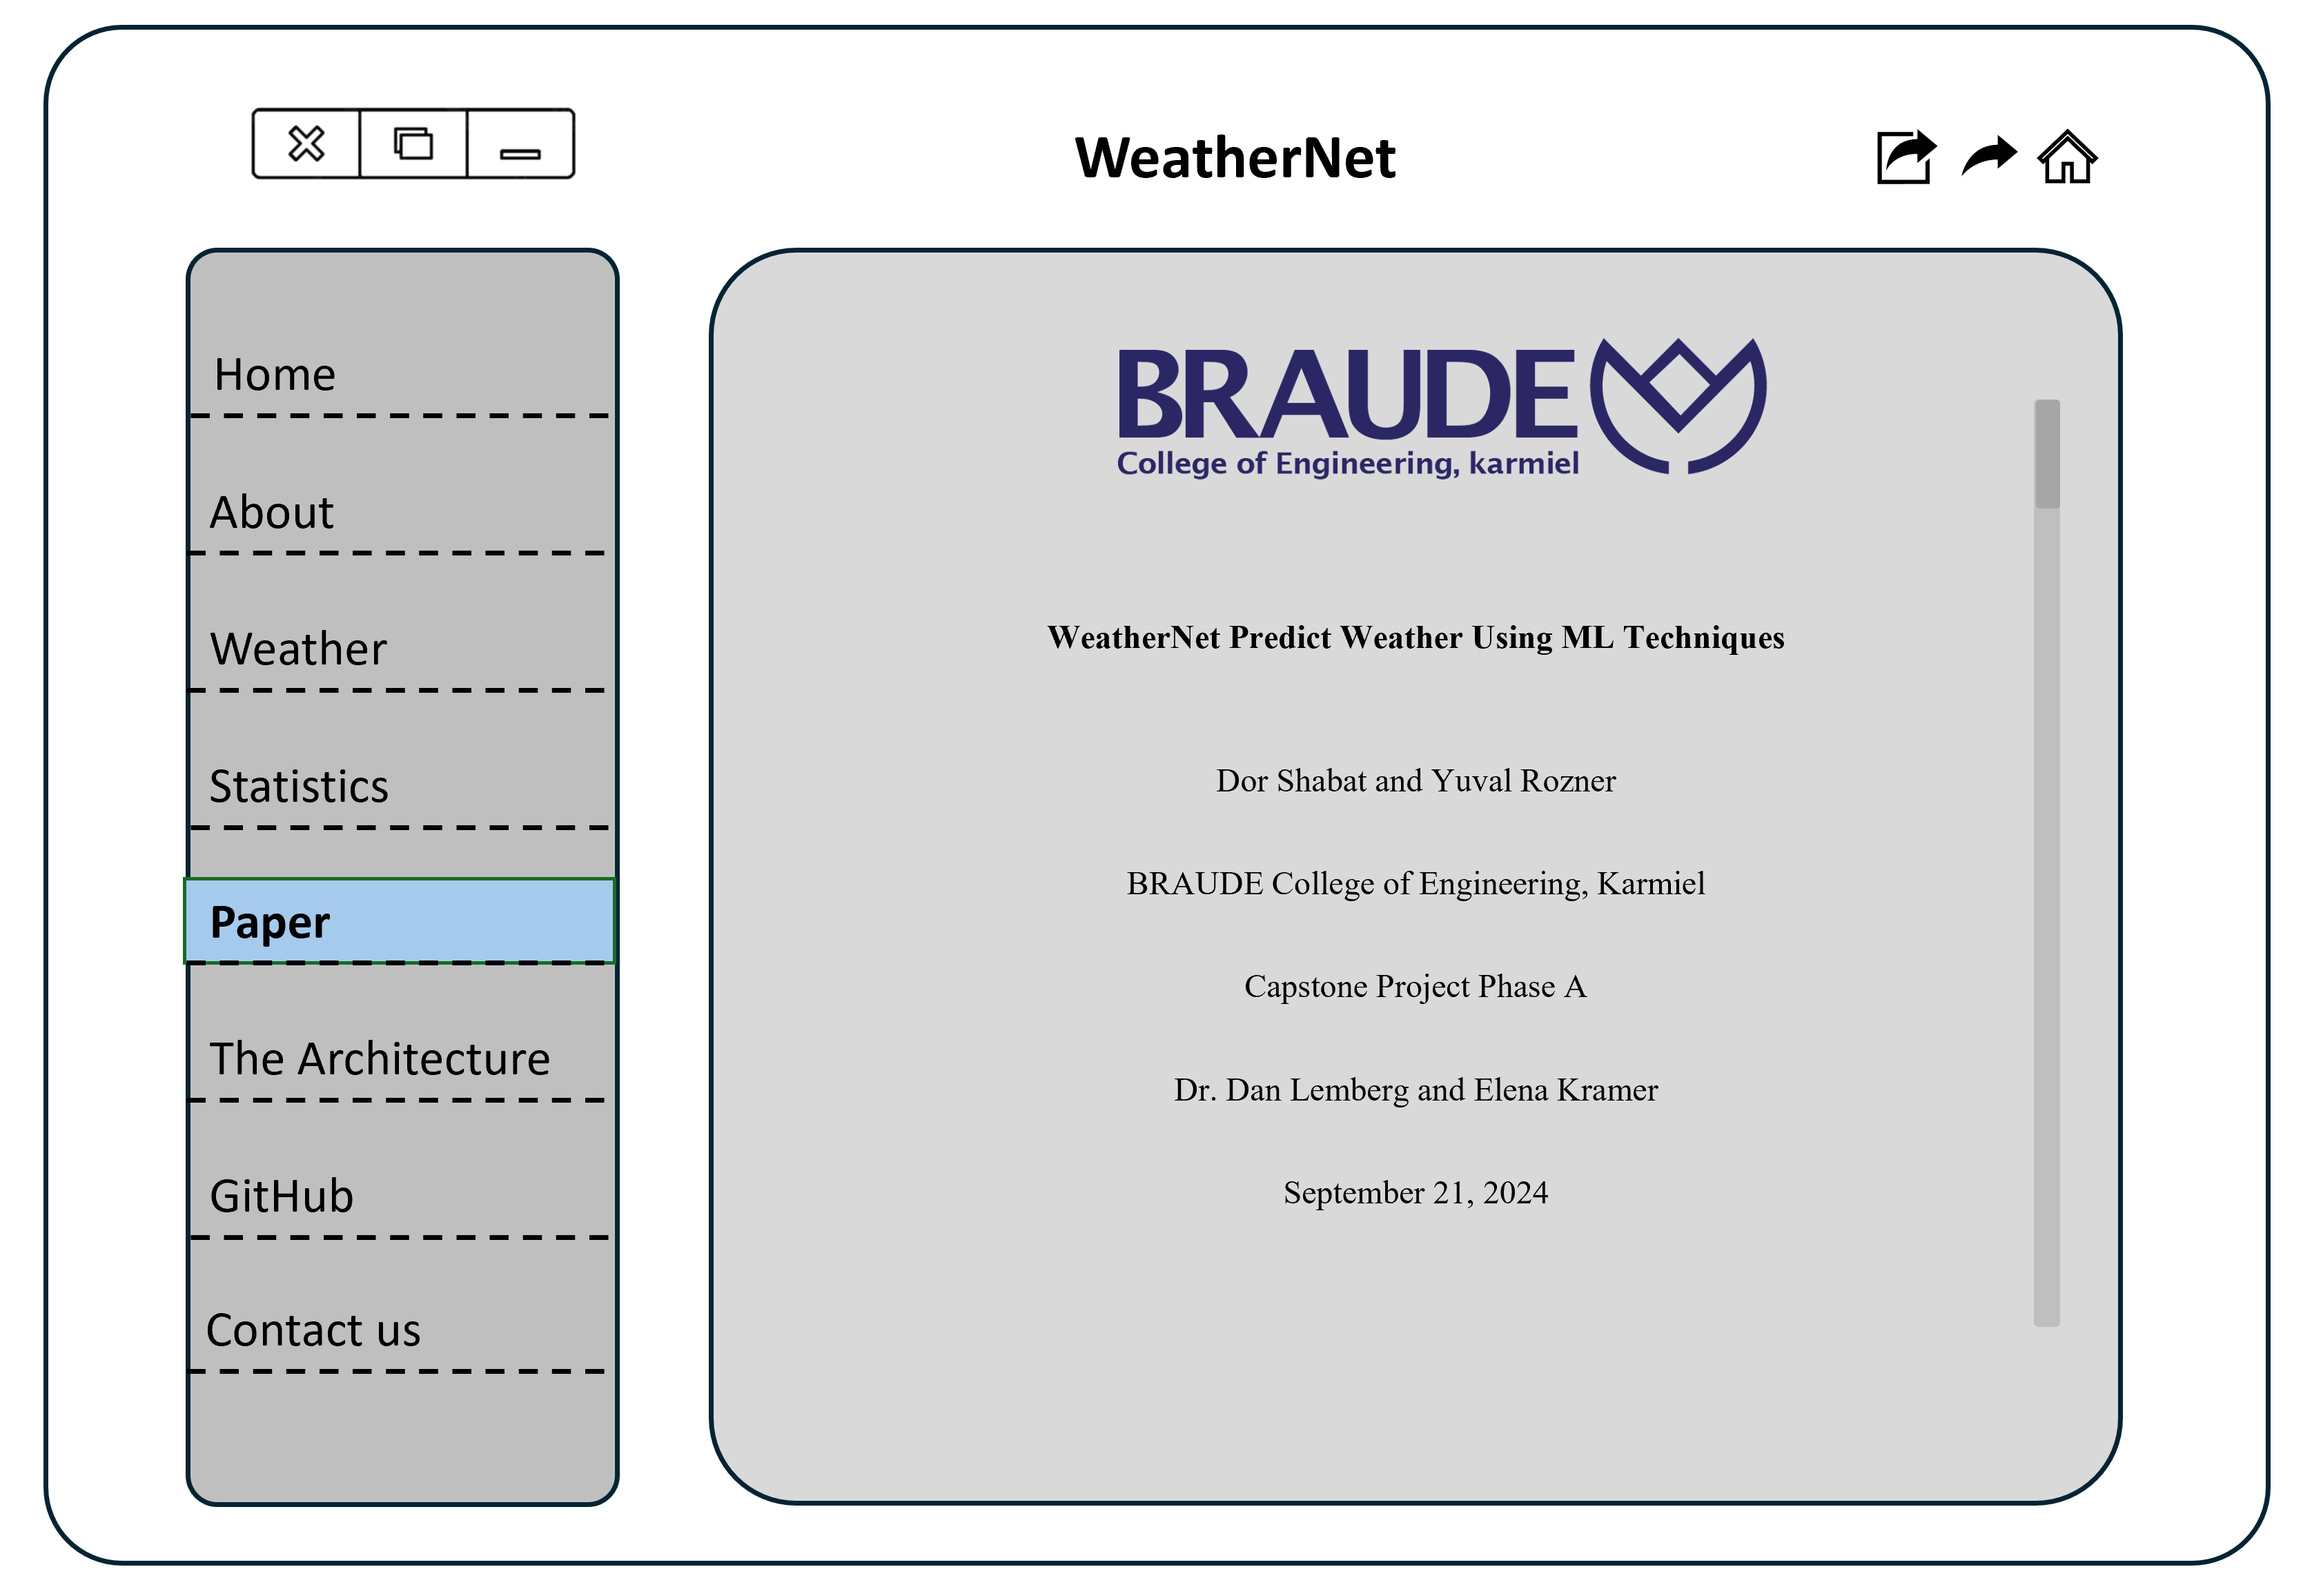 WeatherNet
Home
About
Weather
Statistics
Paper
The Architecture
GitHub
Contact us
BRAUDE
College of Engineering, karmiel
WeatherNet Predict Weather Using ML Techniques
Dor Shabat and Yuval Rozner
BRAUDE College of Engineering, Karmiel
Capstone Project Phase A
Dr. Dan Lemberg and Elena Kramer
September 21, 2024